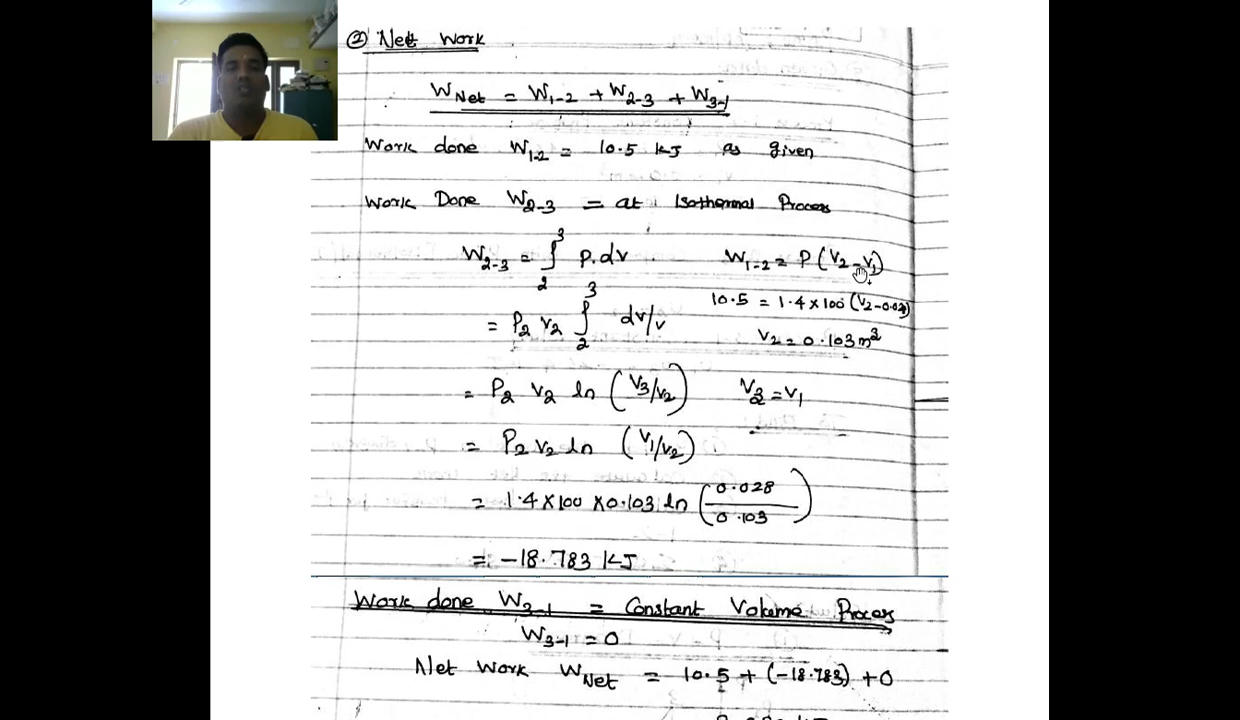 ② Net Work
W_Net = W_1-2 + W_2-3 + W_3-1
Work done W_1-2 = 10.5 KJ as given
Work Done W_2-3 = at Isothermal Process
W_2-3 = ∫_2^3 p.dv
W_1-2 = P (V_2 - V_1)
10.5 = 1.4 × 100 (V_2 - 0.028)
V_2 = 0.103 m³
= P_2 V_2 ∫_2^3 dv/v
= P_2 V_2 ln (V_3/V_2)
V_3 = V_1
= P_2 V_2 ln (V_1/V_2)
= 1.4 × 100 × 0.103 ln (0.028/0.103)
= -18.783 KJ
Work done W_3-1 = Constant Volume Process
W_3-1 = 0
Net Work W_Net = 10.5 + (-18.783) + 0